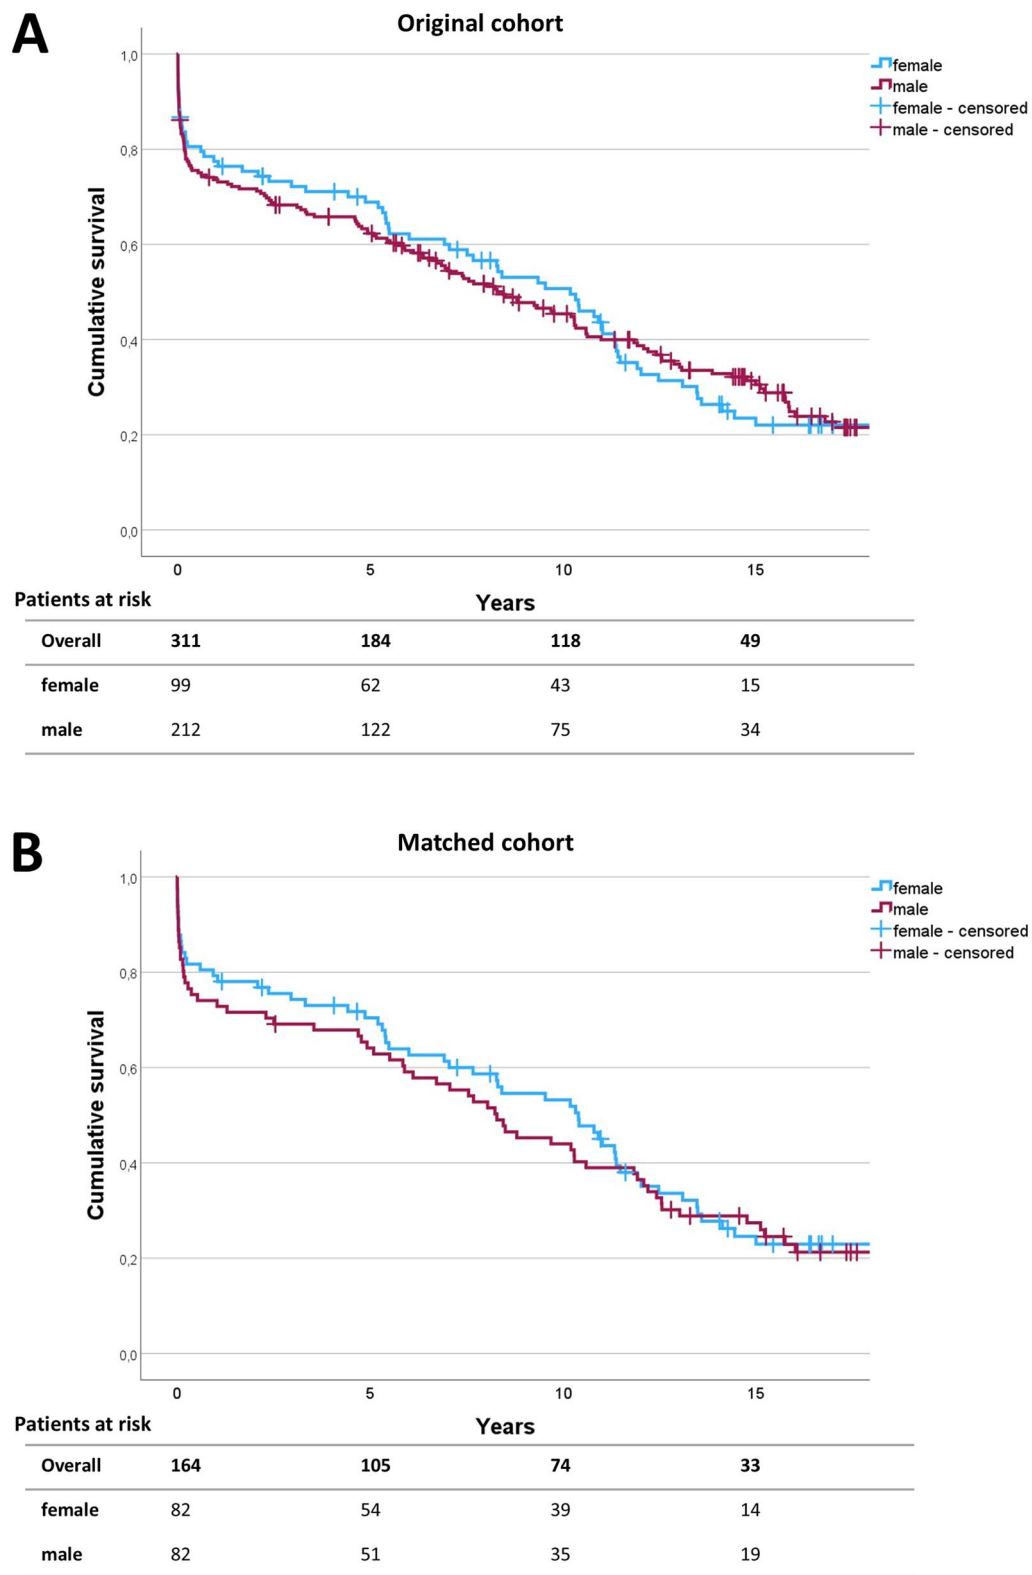 A
Original cohort
1,0
0,8
0,6
0,4
0,2
0,0
Cumulative survival
female
male
female - censored
male - censored
0 5 10 15
Years
Patients at risk
Overall 311 184 118 49
female 99 62 43 15
male 212 122 75 34
B
Matched cohort
1,0
0,8
0,6
0,4
0,2
0,0
Cumulative survival
female
male
female - censored
male - censored
0 5 10 15
Years
Patients at risk
Overall 164 105 74 33
female 82 54 39 14
male 82 51 35 19